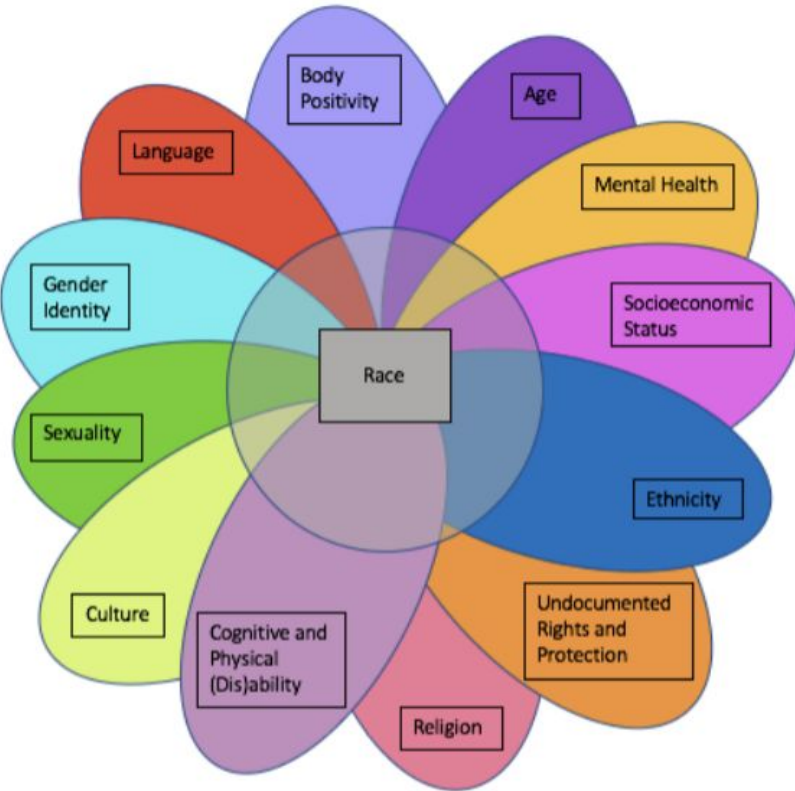 Body
Positivity
Age
Language
Mental Health
Gender
Identity
Socioeconomic
Status
Race
Sexuality
Ethnicity
Culture
Undocumented
Rights and
Protection
Cognitive and
Physical
(Dis)ability
Religion